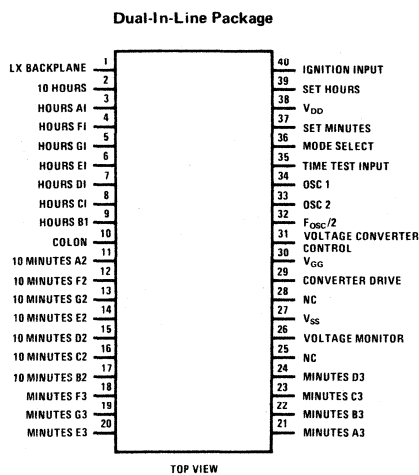 Dual-In-Line Package
LX BACKPLANE 1
10 HOURS 2
HOURS A1 3
HOURS F1 4
HOURS G1 5
HOURS E1 6
HOURS D1 7
HOURS C1 8
HOURS B1 9
COLON 10
10 MINUTES A2 11
10 MINUTES F2 12
10 MINUTES G2 13
10 MINUTES E2 14
10 MINUTES D2 15
10 MINUTES C2 16
10 MINUTES B2 17
MINUTES F3 18
MINUTES G3 19
MINUTES E3 20
40 IGNITION INPUT
39 SET HOURS
38 VDD
37 SET MINUTES
36 MODE SELECT
35 TIME TEST INPUT
34 OSC 1
33 OSC 2
32 FOSC/2
31 VOLTAGE CONVERTER
CONTROL
30 VGG
29 CONVERTER DRIVE
28 NC
27 VSS
26 VOLTAGE MONITOR
25 NC
24 MINUTES D3
23 MINUTES C3
22 MINUTES B3
21 MINUTES A3
TOP VIEW